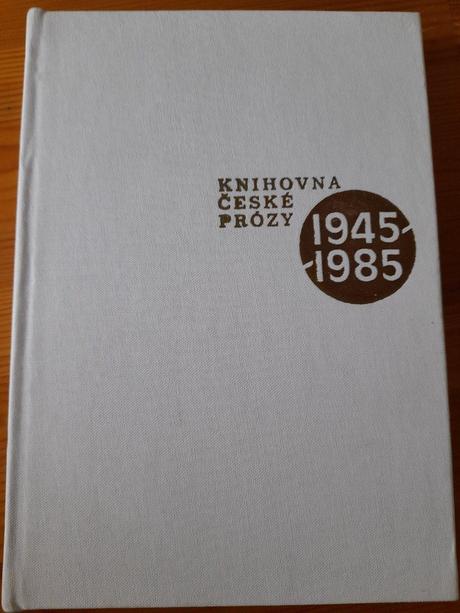 KNIHOVNA
ČESKÉ
PRÓZY
1945-
-1985